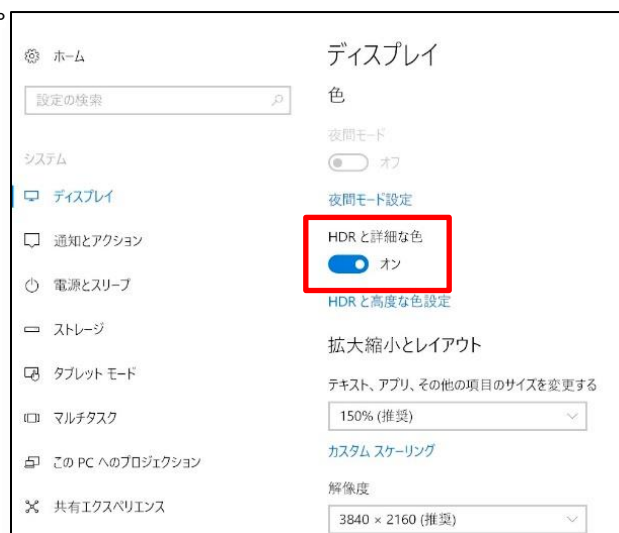 。
ホーム
設定の検索
システム
ディスプレイ
通知とアクション
電源とスリープ
ストレージ
タブレット モード
マルチタスク
この PC へのプロジェクション
共有エクスペリエンス
ディスプレイ
色
夜間モード
オフ
夜間モード設定
HDR と詳細な色
オン
HDR と高度な色設定
拡大縮小とレイアウト
テキスト、アプリ、その他の項目のサイズを変更する
150% (推奨)
カスタム スケーリング
解像度
3840 × 2160 (推奨)